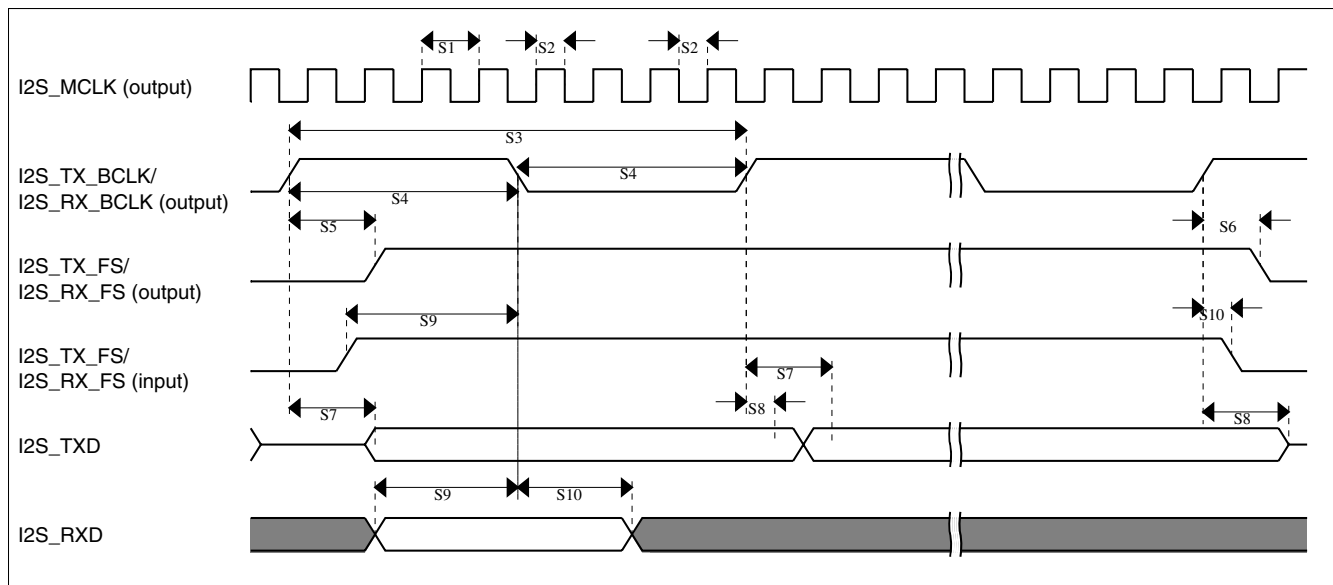 S1
S2
S2
I2S_MCLK (output)
S3
I2S_TX_BCLK/
I2S_RX_BCLK (output)
S4
S4
S5
S6
I2S_TX_FS/
I2S_RX_FS (output)
S9
S10
I2S_TX_FS/
I2S_RX_FS (input)
S7
S7
S8
S8
I2S_TXD
S9
S10
I2S_RXD